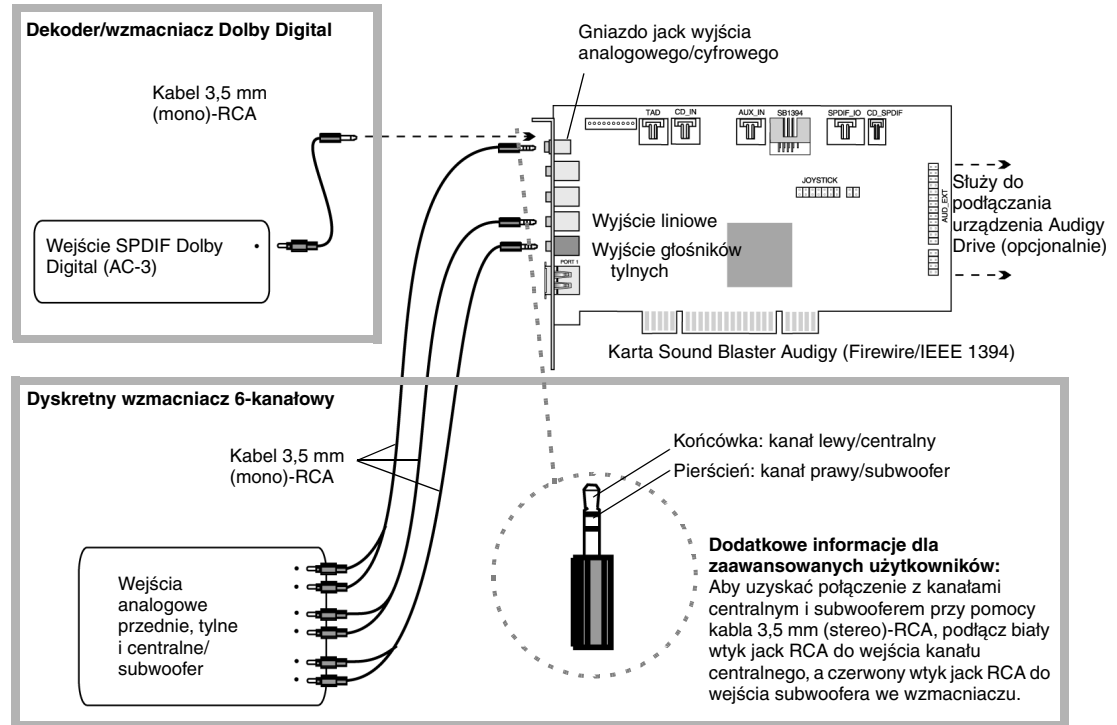 Dekoder/wzmacniacz Dolby Digital
Kabel 3,5 mm
(mono)-RCA
Wejście SPDIF Dolby
Digital (AC-3)
Gniazdo jack wyjścia
analogowego/cyfrowego
TAD
CD_IN
AUX_IN
SB1394
SPDIF_IO
CD_SPDIF
JOYSTICK
AUD_EXT
Wyjście liniowe
Wyjście głośników
tylnych
PORT 1
Służy do
podłączania
urządzenia Audigy
Drive (opcjonalnie)
Karta Sound Blaster Audigy (Firewire/IEEE 1394)
Dyskretny wzmacniacz 6-kanałowy
Kabel 3,5 mm
(mono)-RCA
Wejścia
analogowe
przednie, tylne
i centralne/
subwoofer
Końcówka: kanał lewy/centralny
Pierścień: kanał prawy/subwoofer
Dodatkowe informacje dla
zaawansowanych użytkowników:
Aby uzyskać połączenie z kanałami
centralnym i subwooferem przy pomocy
kabla 3,5 mm (stereo)-RCA, podłącz biały
wtyk jack RCA do wejścia kanału
centralnego, a czerwony wtyk jack RCA do
wejścia subwoofera we wzmacniaczu.